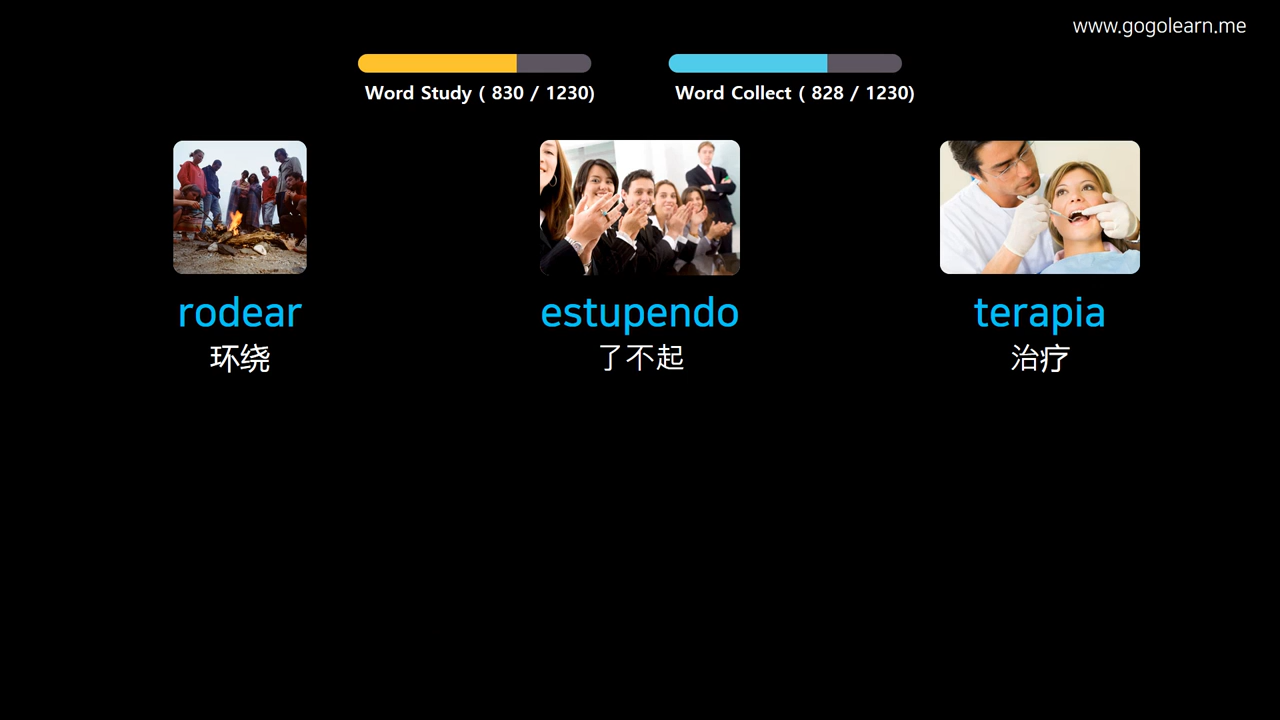 www.gogolearn.me
Word Study ( 830 / 1230)
Word Collect ( 828 / 1230)
rodear
环绕
estupendo
了不起
terapia
治疗